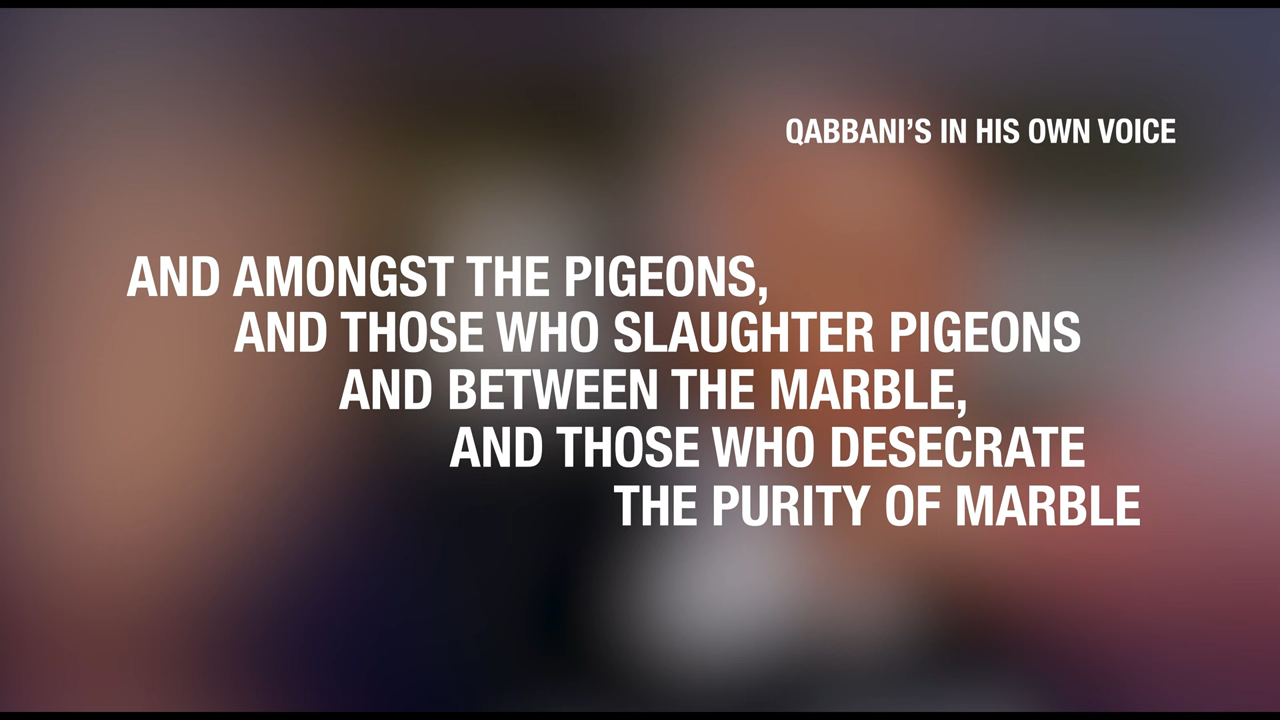 QABBANI’S IN HIS OWN VOICE
AND AMONGST THE PIGEONS,
AND THOSE WHO SLAUGHTER PIGEONS
AND BETWEEN THE MARBLE,
AND THOSE WHO DESECRATE
THE PURITY OF MARBLE